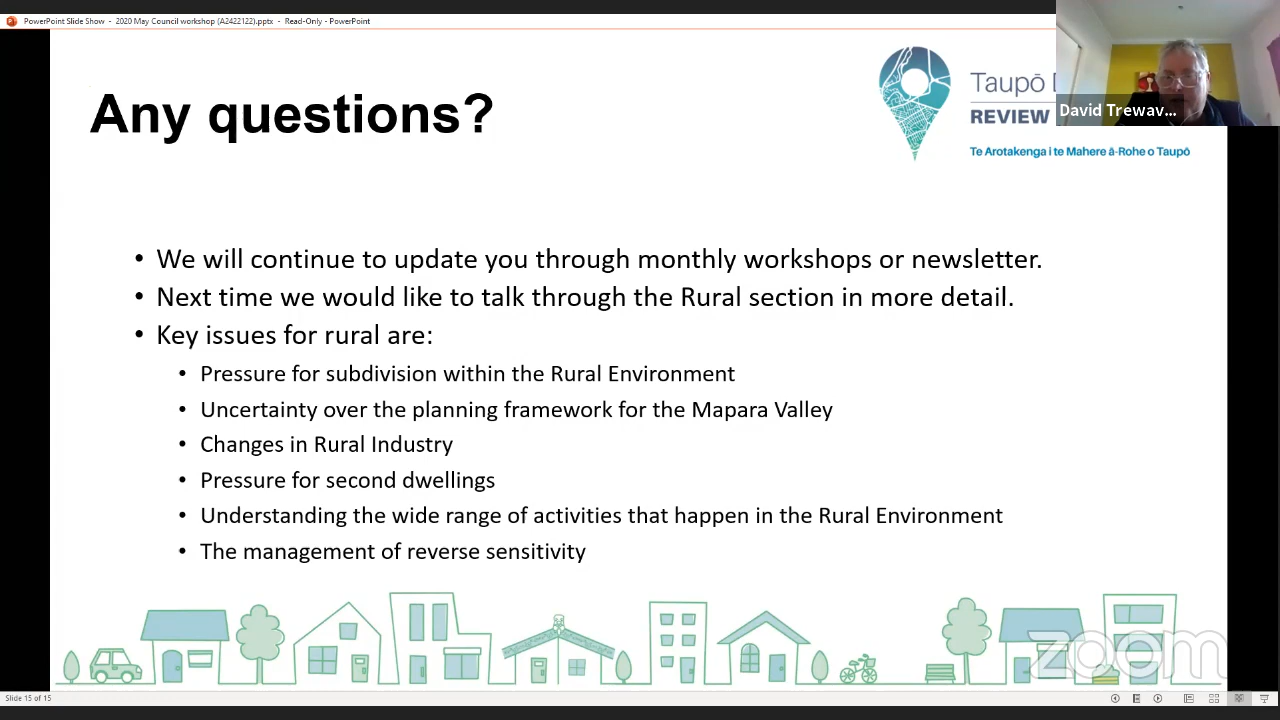 PowerPoint Slide Show - 2020 May Council workshop (A2422122).pptx - Read-Only - PowerPoint
Any questions?
Taupō D
REVIEW
Te Arotakenga i te Mahere ā-Rohe o Taupō
David Trewav...
• We will continue to update you through monthly workshops or newsletter.
• Next time we would like to talk through the Rural section in more detail.
• Key issues for rural are:
• Pressure for subdivision within the Rural Environment
• Uncertainty over the planning framework for the Mapara Valley
• Changes in Rural Industry
• Pressure for second dwellings
• Understanding the wide range of activities that happen in the Rural Environment
• The management of reverse sensitivity
zoom
Slide 15 of 15